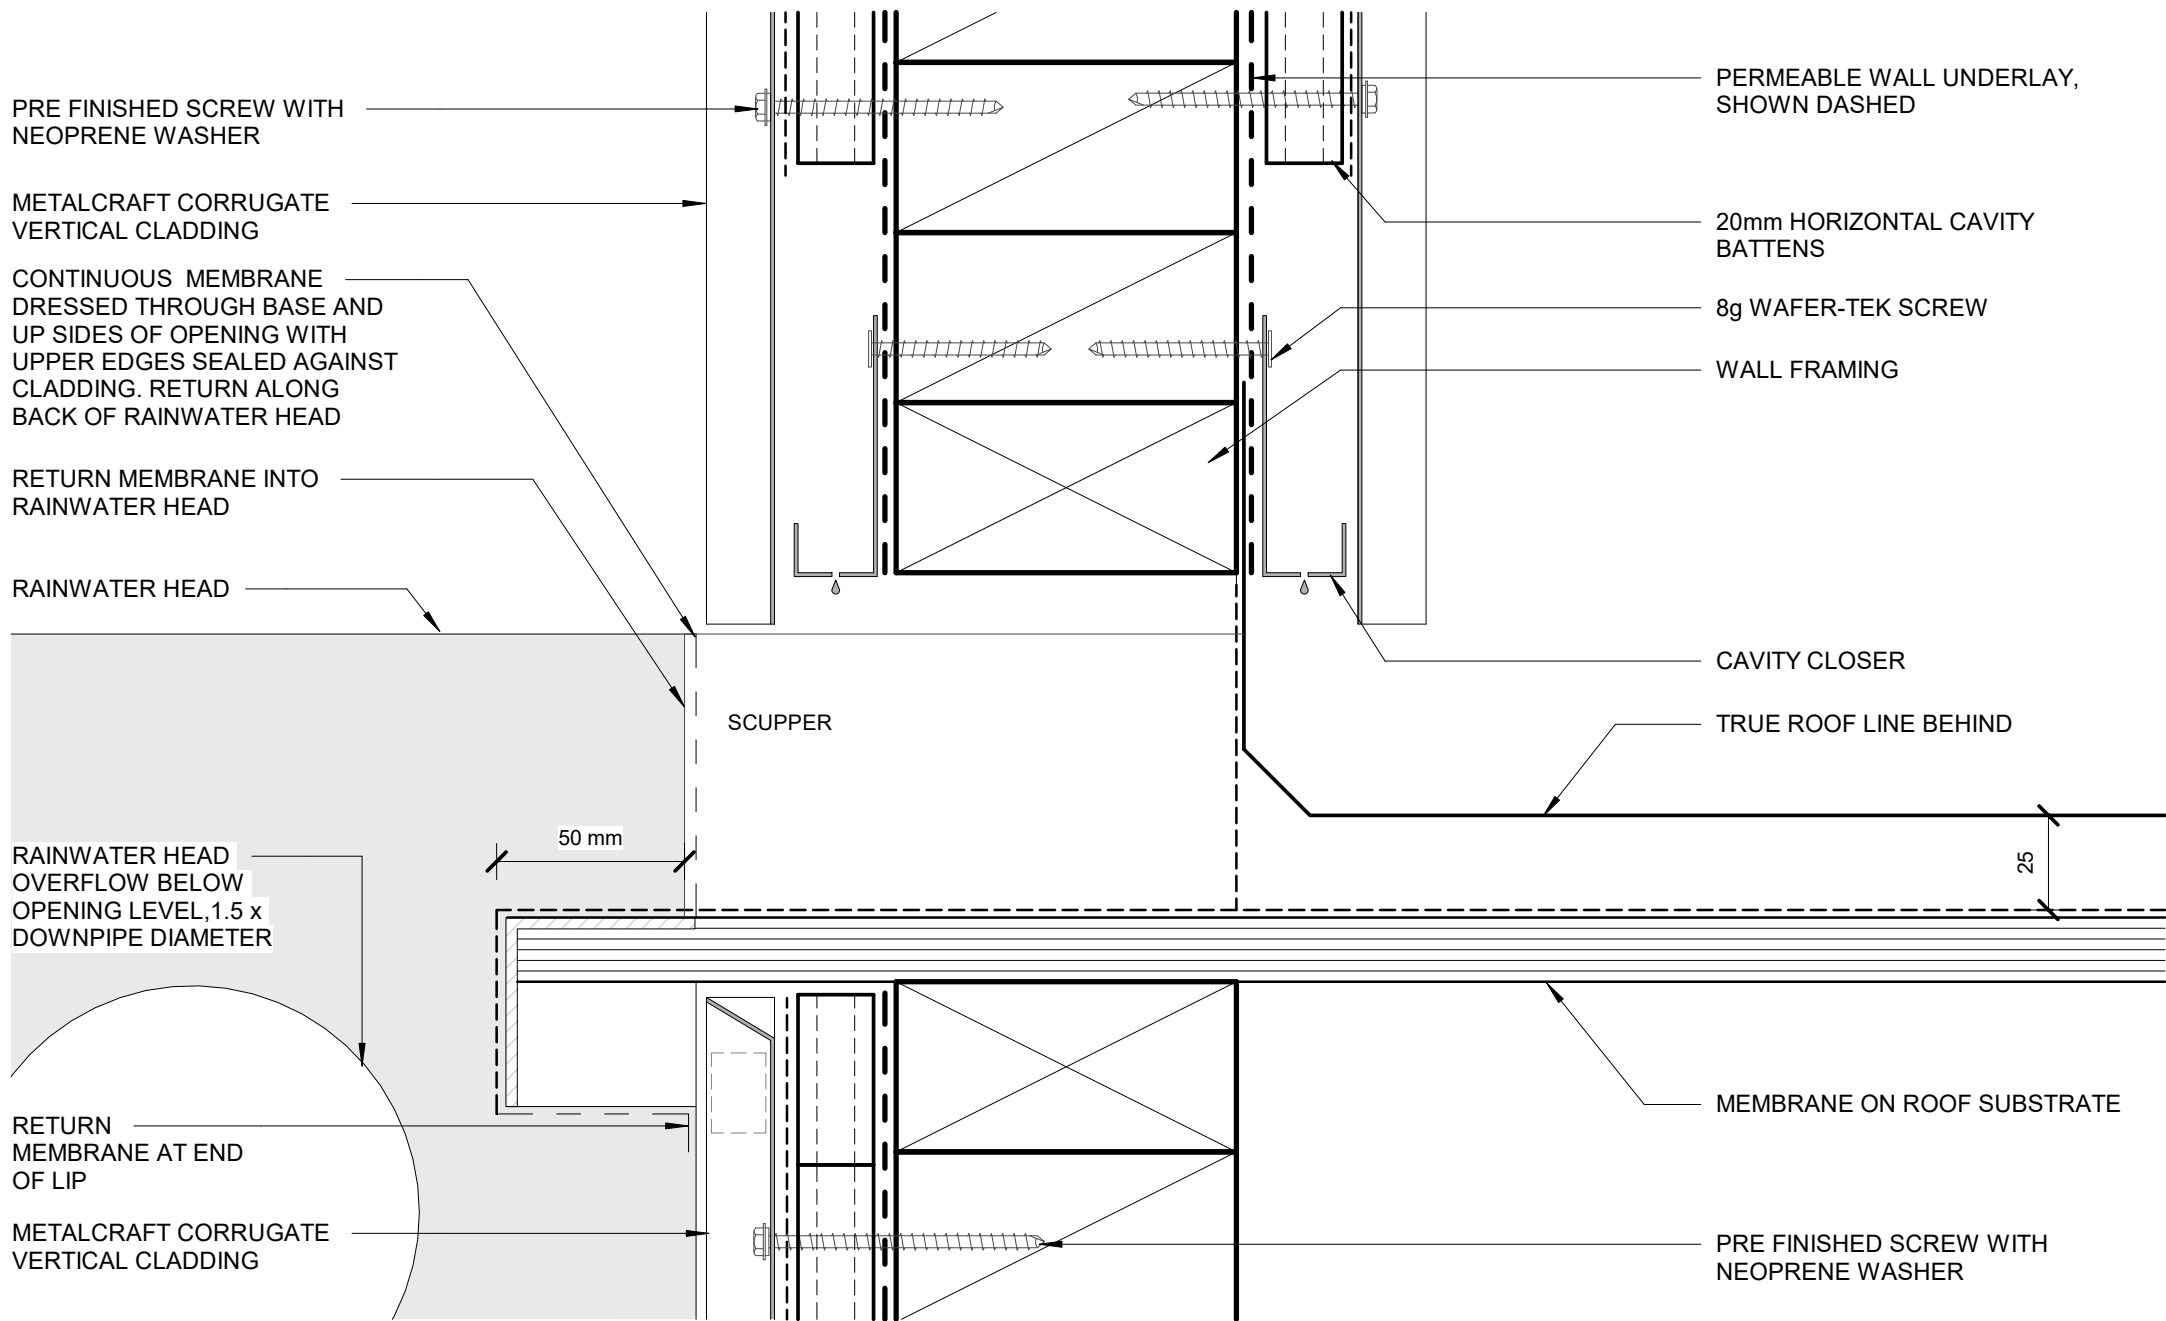 PRE FINISHED SCREW WITH
NEOPRENE WASHER
METALCRAFT CORRUGATE
VERTICAL CLADDING
CONTINUOUS MEMBRANE
DRESSED THROUGH BASE AND
UP SIDES OF OPENING WITH
UPPER EDGES SEALED AGAINST
CLADDING. RETURN ALONG
BACK OF RAINWATER HEAD
RETURN MEMBRANE INTO
RAINWATER HEAD
RAINWATER HEAD
RAINWATER HEAD
OVERFLOW BELOW
OPENING LEVEL,1.5 x
DOWNPIPE DIAMETER
RETURN
MEMBRANE AT END
OF LIP
METALCRAFT CORRUGATE
VERTICAL CLADDING
SCUPPER
50 mm
PERMEABLE WALL UNDERLAY,
SHOWN DASHED
20mm HORIZONTAL CAVITY
BATTENS
8g WAFER-TEK SCREW
WALL FRAMING
CAVITY CLOSER
TRUE ROOF LINE BEHIND
25
MEMBRANE ON ROOF SUBSTRATE
PRE FINISHED SCREW WITH
NEOPRENE WASHER